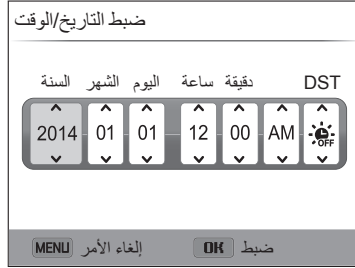 ضبط التاريخ/الوقت
السنة الشهر اليوم ساعة دقيقة DST
2014 - 01 - 01 - 12 - 00 AM OFF
MENU إلغاء الأمر OK ضبط